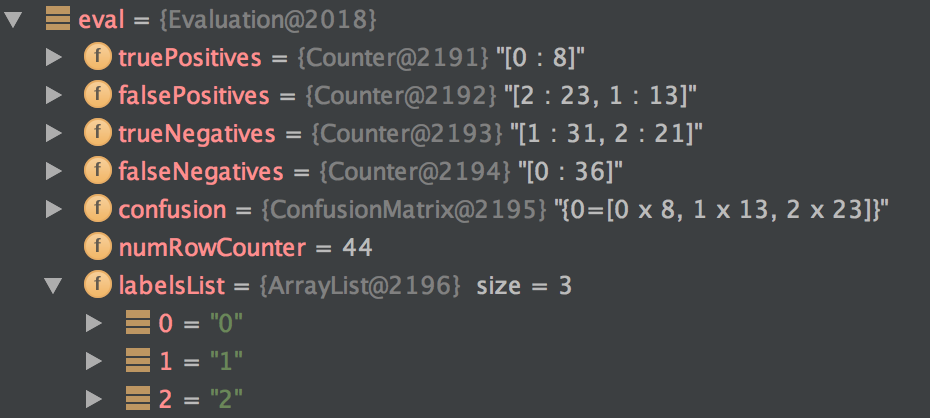 eval = {Evaluation@2018}
f truePositives = {Counter@2191} "[0 : 8]"
f falsePositives = {Counter@2192} "[2 : 23, 1 : 13]"
f trueNegatives = {Counter@2193} "[1 : 31, 2 : 21]"
f falseNegatives = {Counter@2194} "[0 : 36]"
f confusion = {ConfusionMatrix@2195} "{0=[0 x 8, 1 x 13, 2 x 23]}"
f numRowCounter = 44
f labelsList = {ArrayList@2196} size = 3
0 = "0"
1 = "1"
2 = "2"